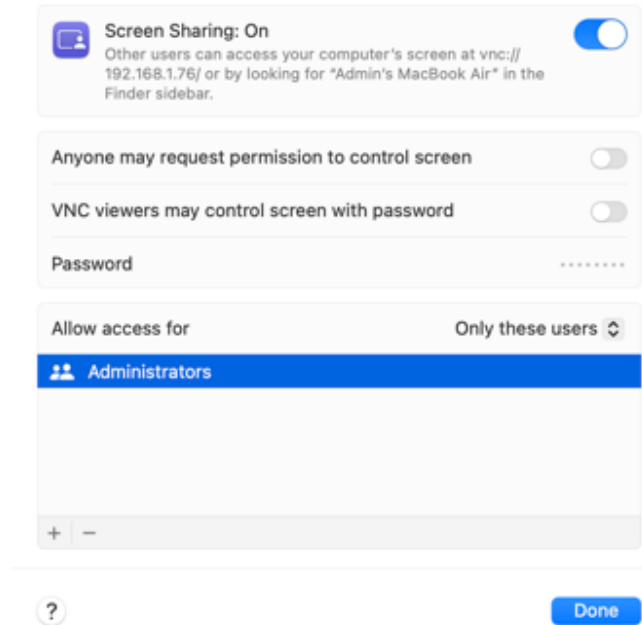 Screen Sharing: On
Other users can access your computer's screen at vnc://
192.168.1.76/ or by looking for "Admin's MacBook Air" in the
Finder sidebar.
Anyone may request permission to control screen
VNC viewers may control screen with password
Password ········
Allow access for Only these users
Administrators
+ −
? Done